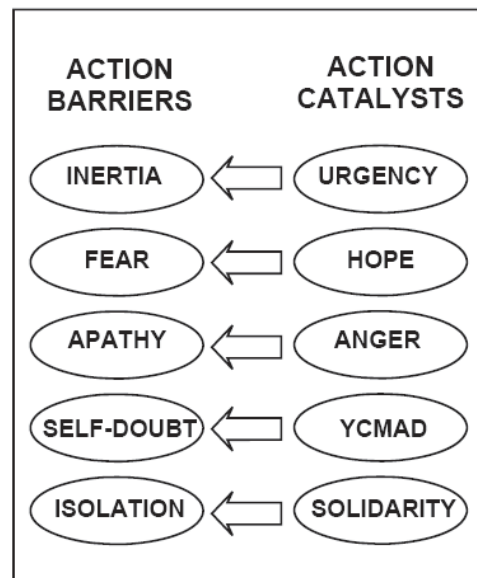 ACTION
BARRIERS
ACTION
CATALYSTS
INERTIA
URGENCY
FEAR
HOPE
APATHY
ANGER
SELF-DOUBT
YCMAD
ISOLATION
SOLIDARITY